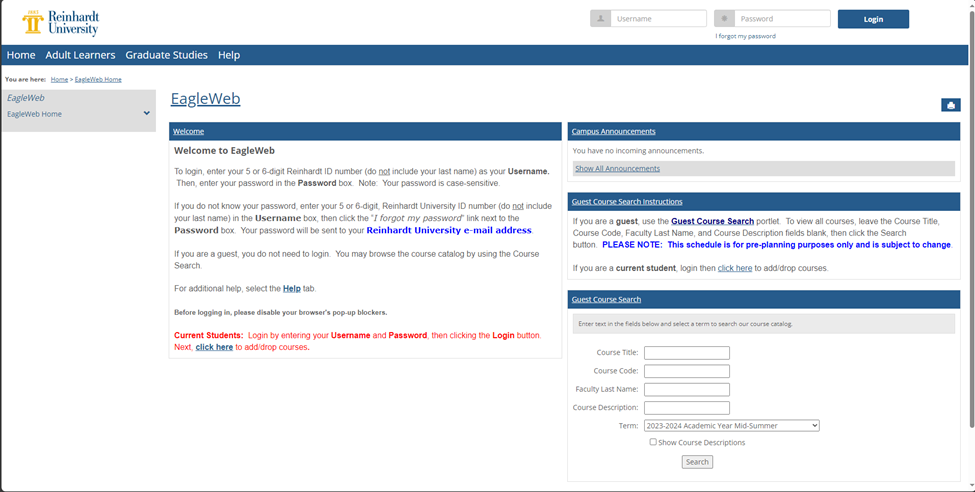 EAGLE
Reinhardt
University
Username
Password
Login
I forgot my password
Home Adult Learners Graduate Studies Help
You are here: Home > EagleWeb Home
EagleWeb
EagleWeb Home
EagleWeb
Welcome
Welcome to EagleWeb
To login, enter your 5 or 6-digit Reinhardt ID number (do not include your last name) as your Username.
Then, enter your password in the Password box. Note: Your password is case-sensitive.
If you do not know your password, enter your 5 or 6-digit, Reinhardt University ID number (do not include
your last name) in the Username box, then click the "I forgot my password" link next to the
Password box. Your password will be sent to your Reinhardt University e-mail address.
If you are a guest, you do not need to login. You may browse the course catalog by using the Course
Search.
For additional help, select the Help tab.
Before logging in, please disable your browser's pop-up blockers.
Current Students: Login by entering your Username and Password, then clicking the Login button.
Next, click here to add/drop courses.
Campus Announcements
You have no incoming announcements.
Show All Announcements
Guest Course Search Instructions
If you are a guest, use the Guest Course Search portlet. To view all courses, leave the Course Title,
Course Code, Faculty Last Name, and Course Description fields blank, then click the Search
button. PLEASE NOTE: This schedule is for pre-planning purposes only and is subject to change.
If you are a current student, login then click here to add/drop courses.
Guest Course Search
Enter text in the fields below and select a term to search our course catalog.
Course Title:
Course Code:
Faculty Last Name:
Course Description:
Term: 2023-2024 Academic Year Mid-Summer
Show Course Descriptions
Search